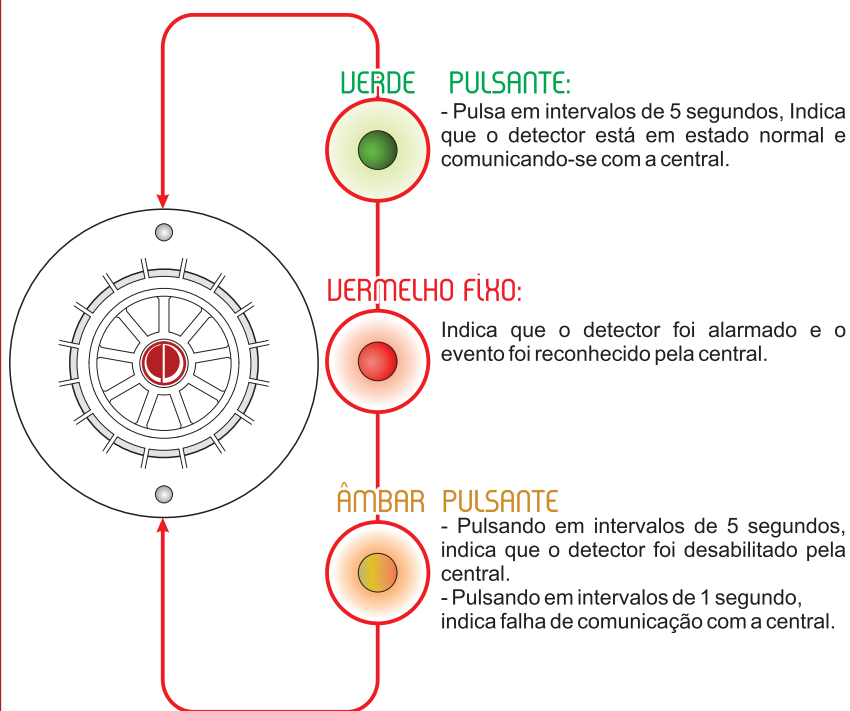 VERDE PULSANTE:
- Pulsa em intervalos de 5 segundos, Indica
que o detector está em estado normal e
comunicando-se com a central.
VERMELHO FIXO:
Indica que o detector foi alarmado e o
evento foi reconhecido pela central.
ÂMBAR PULSANTE
- Pulsando em intervalos de 5 segundos,
indica que o detector foi desabilitado pela
central.
- Pulsando em intervalos de 1 segundo,
indica falha de comunicação com a central.